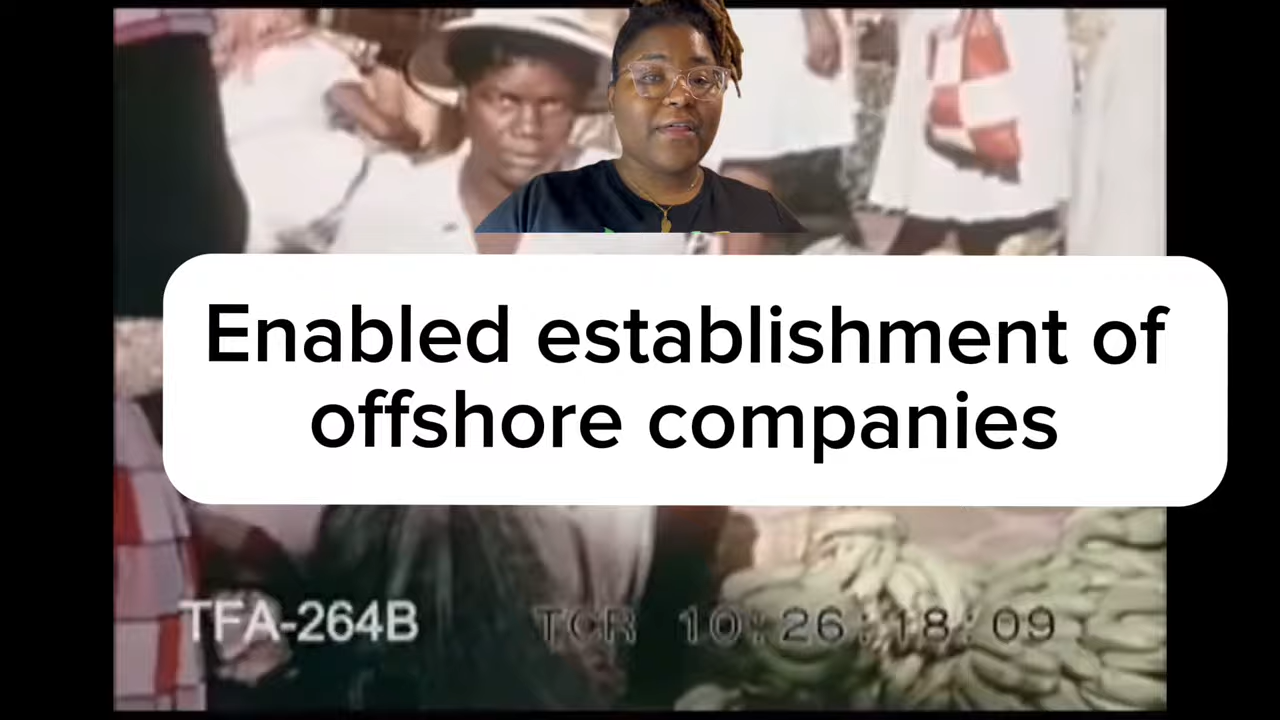 Enabled establishment of
offshore companies
TFA-264B
TCR 10:26:18:09